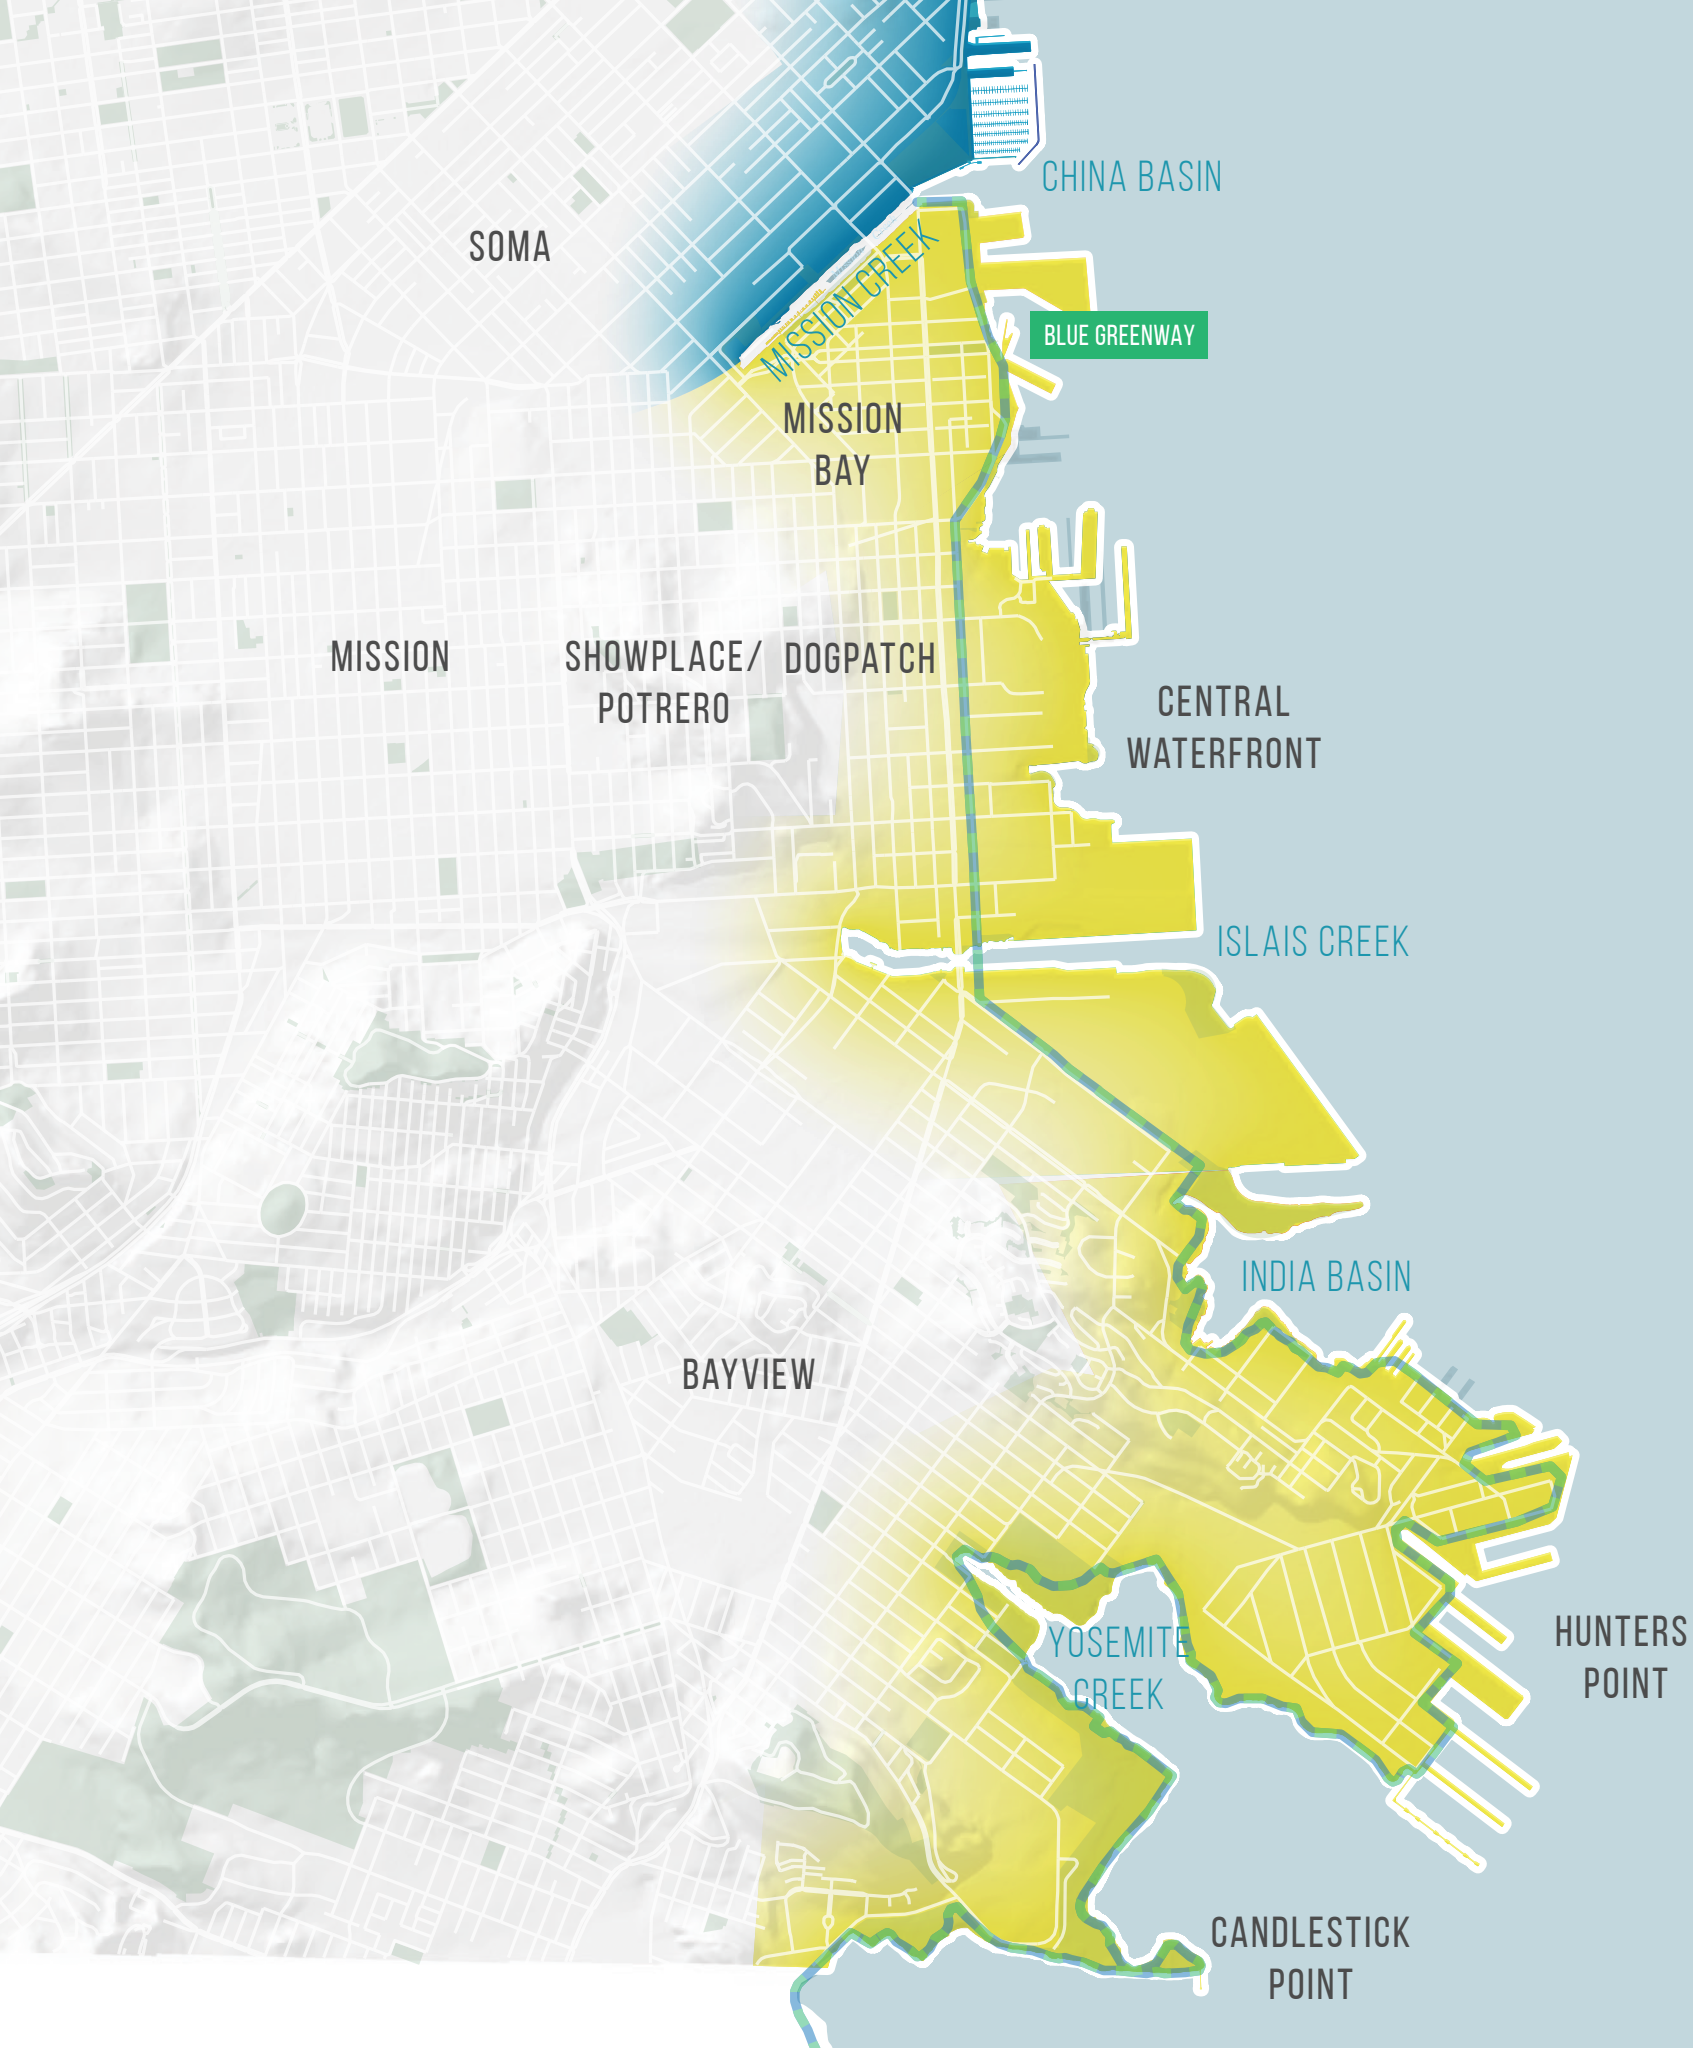 CHINA BASIN
SOMA
MISSION CREEK
BLUE GREENWAY
MISSION
BAY
MISSION
SHOWPLACE/
POTRERO
DOGPATCH
CENTRAL
WATERFRONT
ISLAIS CREEK
INDIA BASIN
BAYVIEW
YOSEMITE
CREEK
HUNTERS
POINT
CANDLESTICK
POINT